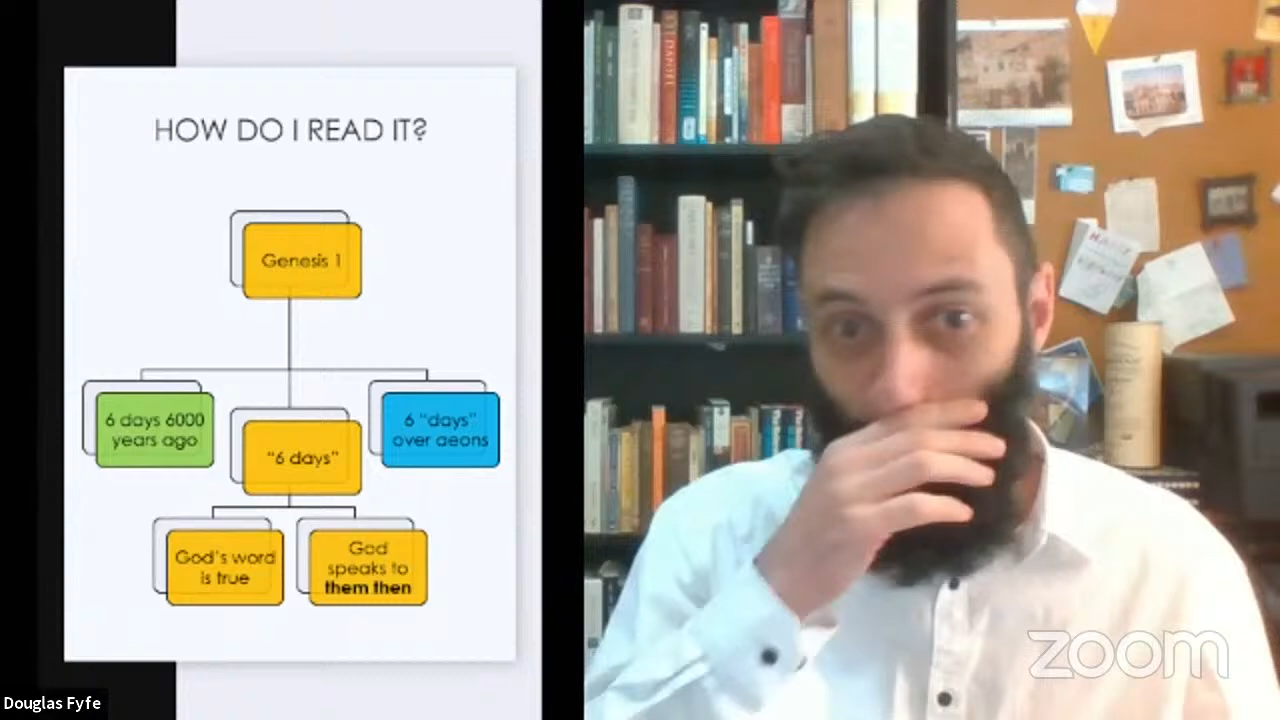 HOW DO I READ IT?
Genesis 1
6 days 6000
years ago
"6 days"
6 "days"
over aeons
God's word
is true
God
speaks to
them then
DANIEL
zoom
Douglas Fyfe